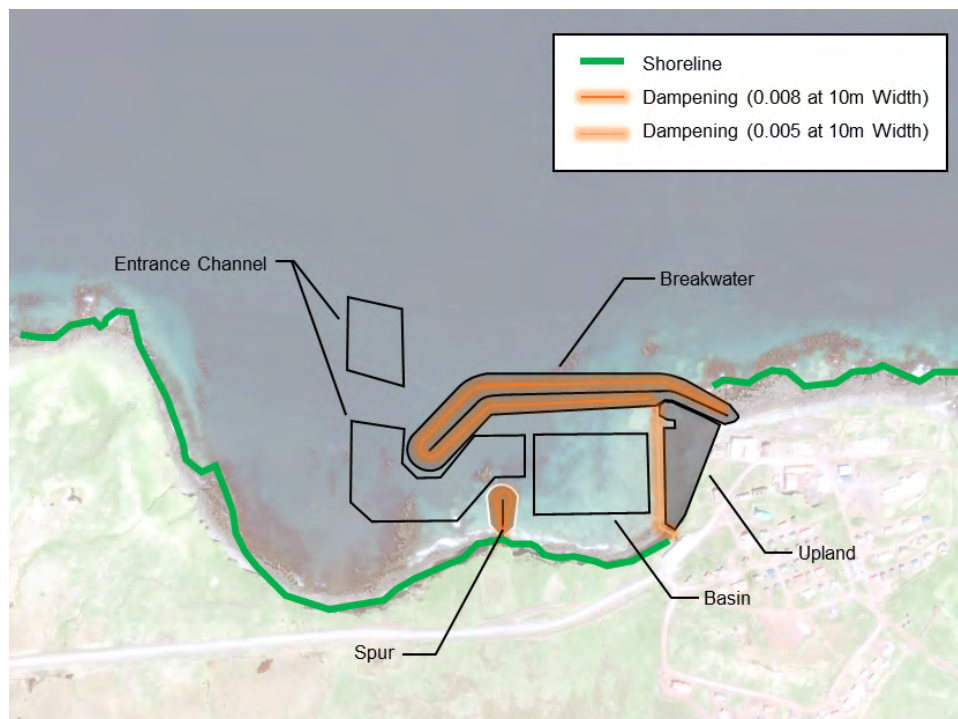 Shoreline
Dampening (0.008 at 10m Width)
Dampening (0.005 at 10m Width)
Entrance Channel
Breakwater
Upland
Basin
Spur